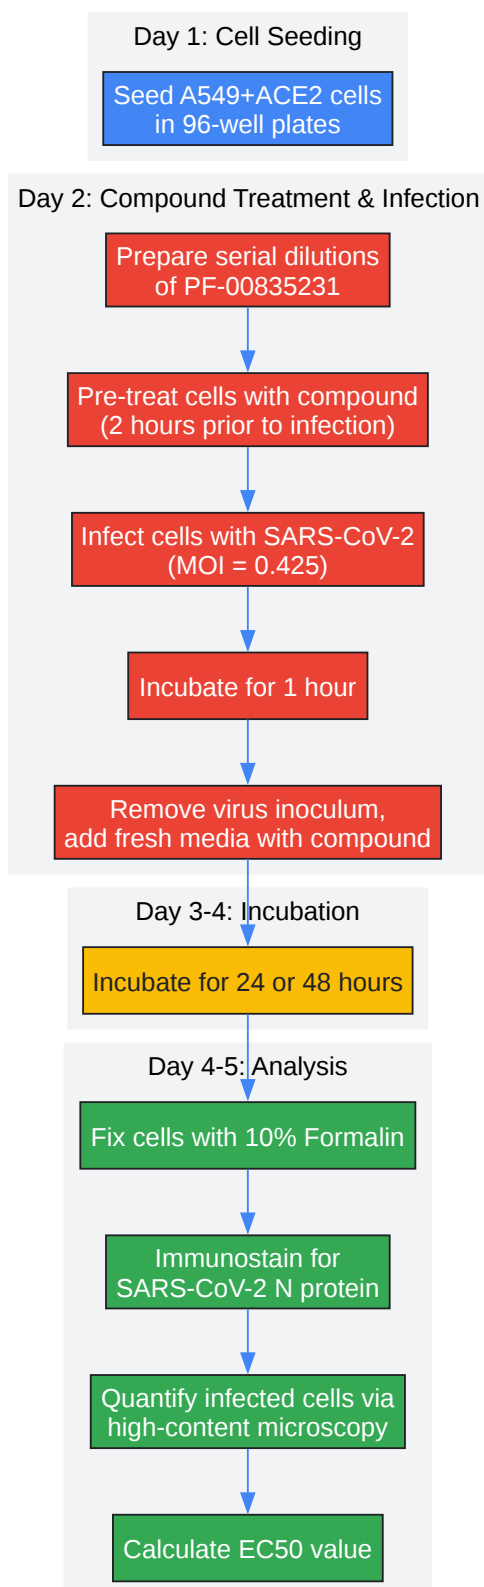 Day 1: Cell Seeding
Seed A549+ACE2 cells
in 96-well plates
Day 2: Compound Treatment & Infection
Prepare serial dilutions
of PF-00835231
Pre-treat cells with compound
(2 hours prior to infection)
Infect cells with SARS-CoV-2
(MOI = 0.425)
Incubate for 1 hour
Remove virus inoculum,
add fresh media with compound
Day 3-4: Incubation
Incubate for 24 or 48 hours
Day 4-5: Analysis
Fix cells with 10% Formalin
Immunostain for
SARS-CoV-2 N protein
Quantify infected cells via
high-content microscopy
Calculate EC50 value